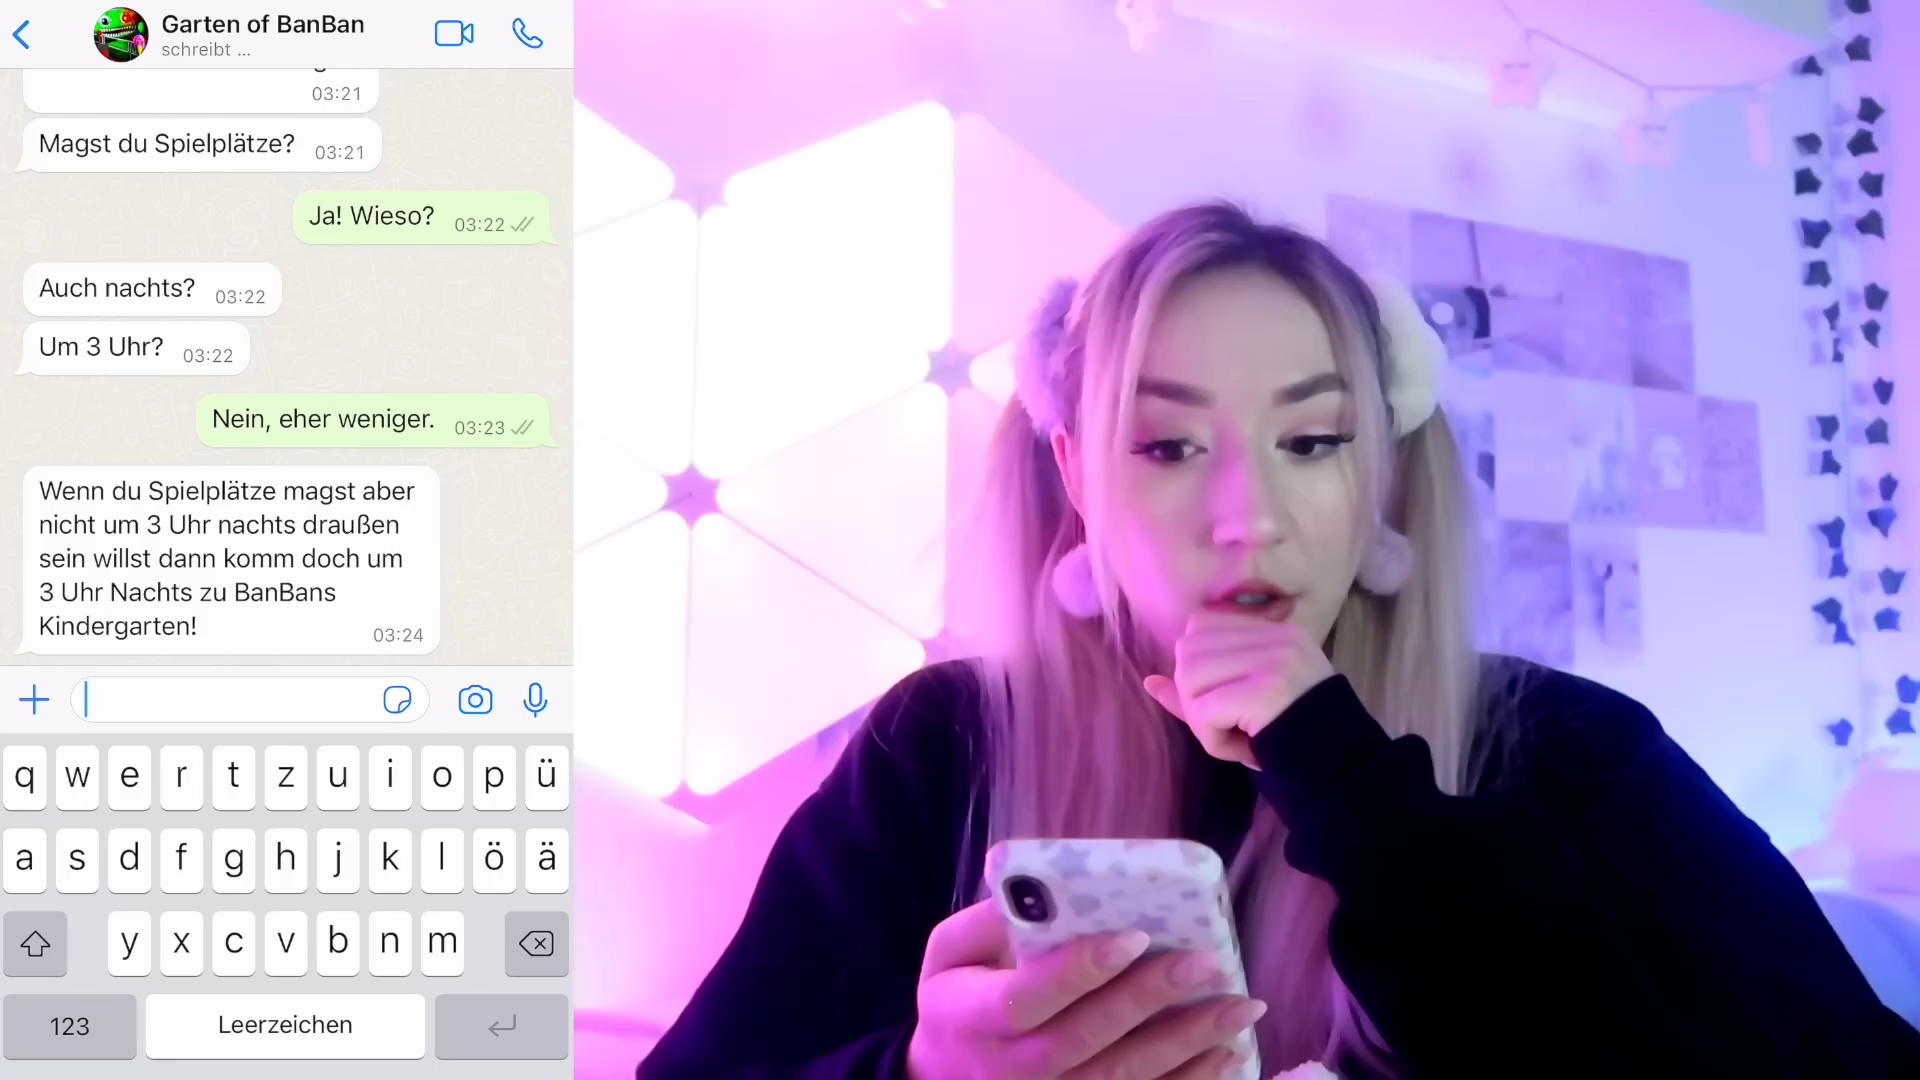 Garten of BanBan
schreibt ...
03:21
Magst du Spielplätze? 03:21
Ja! Wieso? 03:22
Auch nachts? 03:22
Um 3 Uhr? 03:22
Nein, eher weniger. 03:23
Wenn du Spielplätze magst aber
nicht um 3 Uhr nachts draußen
sein willst dann komm doch um
3 Uhr Nachts zu BanBans
Kindergarten! 03:24
q w e r t z u i o p ü
a s d f g h j k l ö ä
y x c v b n m
123 Leerzeichen